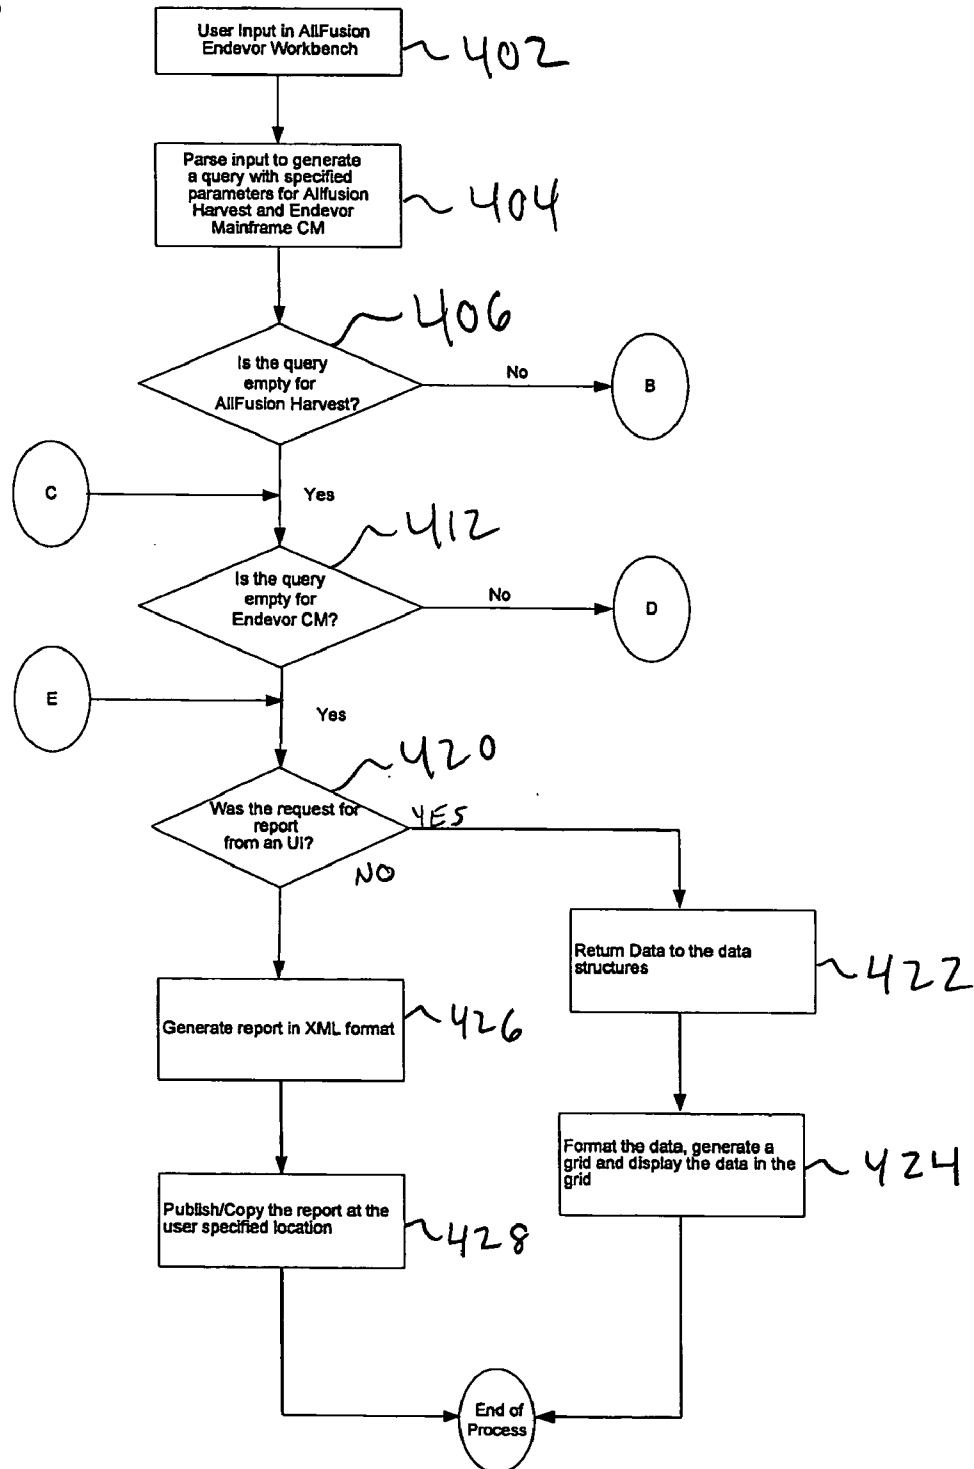 User Input in AllFusion
Endevor Workbench
402
Parse input to generate
a query with specified
parameters for Allfusion
Harvest and Endevor
Mainframe CM
404
406
Is the query
empty for
AllFusion Harvest?
No
B
C
Yes
412
Is the query
empty for
Endevor CM?
No
D
E
Yes
420
Was the request for
report
from an UI?
YES
NO
Return Data to the data
structures
422
Generate report in XML format
426
Format the data, generate a
grid and display the data in the
grid
424
Publish/Copy the report at the
user specified location
428
End of
Process